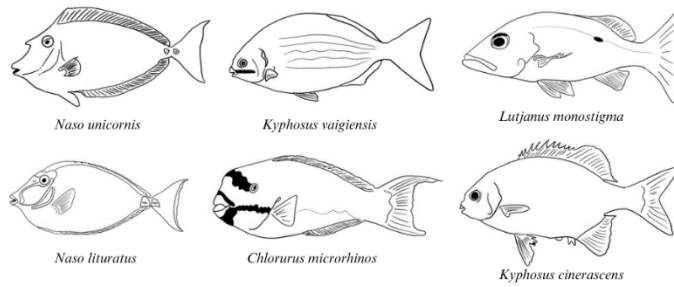 Naso unicornis
Kyphosus vaigiensis
Lutjanus monostigma
Naso lituratus
Chlorurus microrhinos
Kyphosus cinerascens